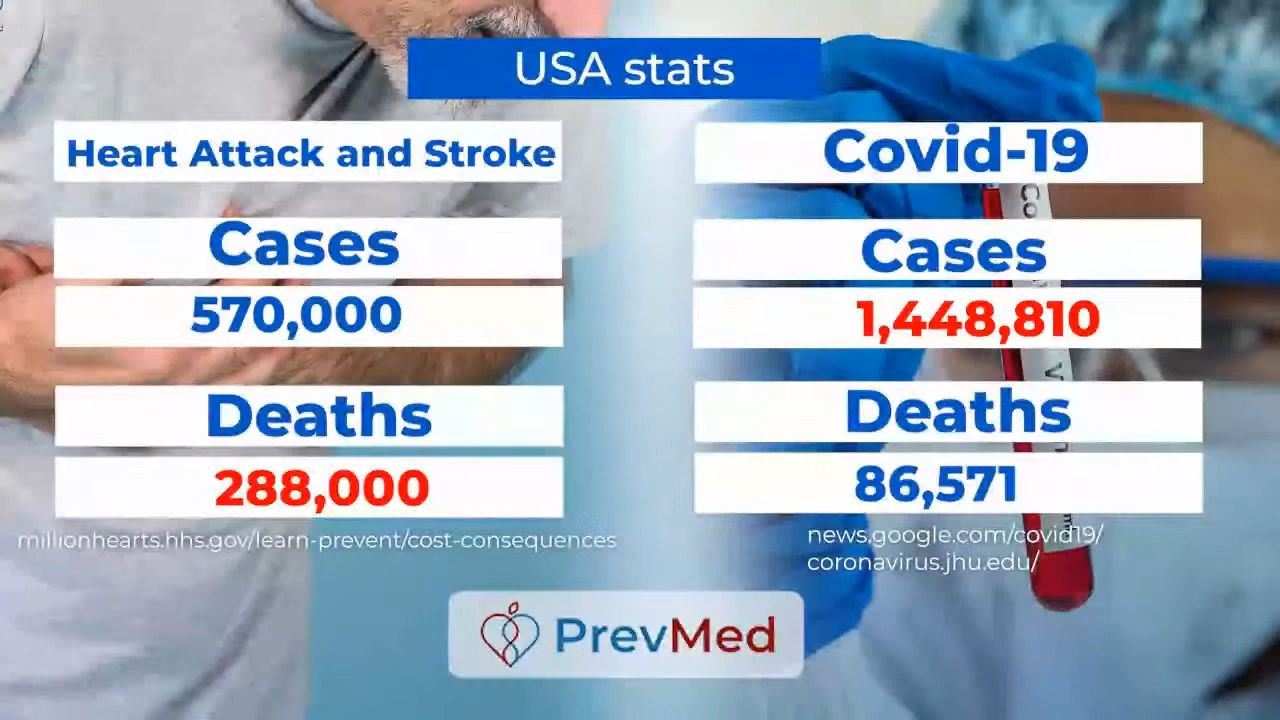 USA stats
Heart Attack and Stroke
Cases
570,000
Deaths
288,000
millionhearts.hhs.gov/learn-prevent/cost-consequences
Covid-19
Cases
1,448,810
Deaths
86,571
news.google.com/covid19/
coronavirus.jhu.edu/
PrevMed